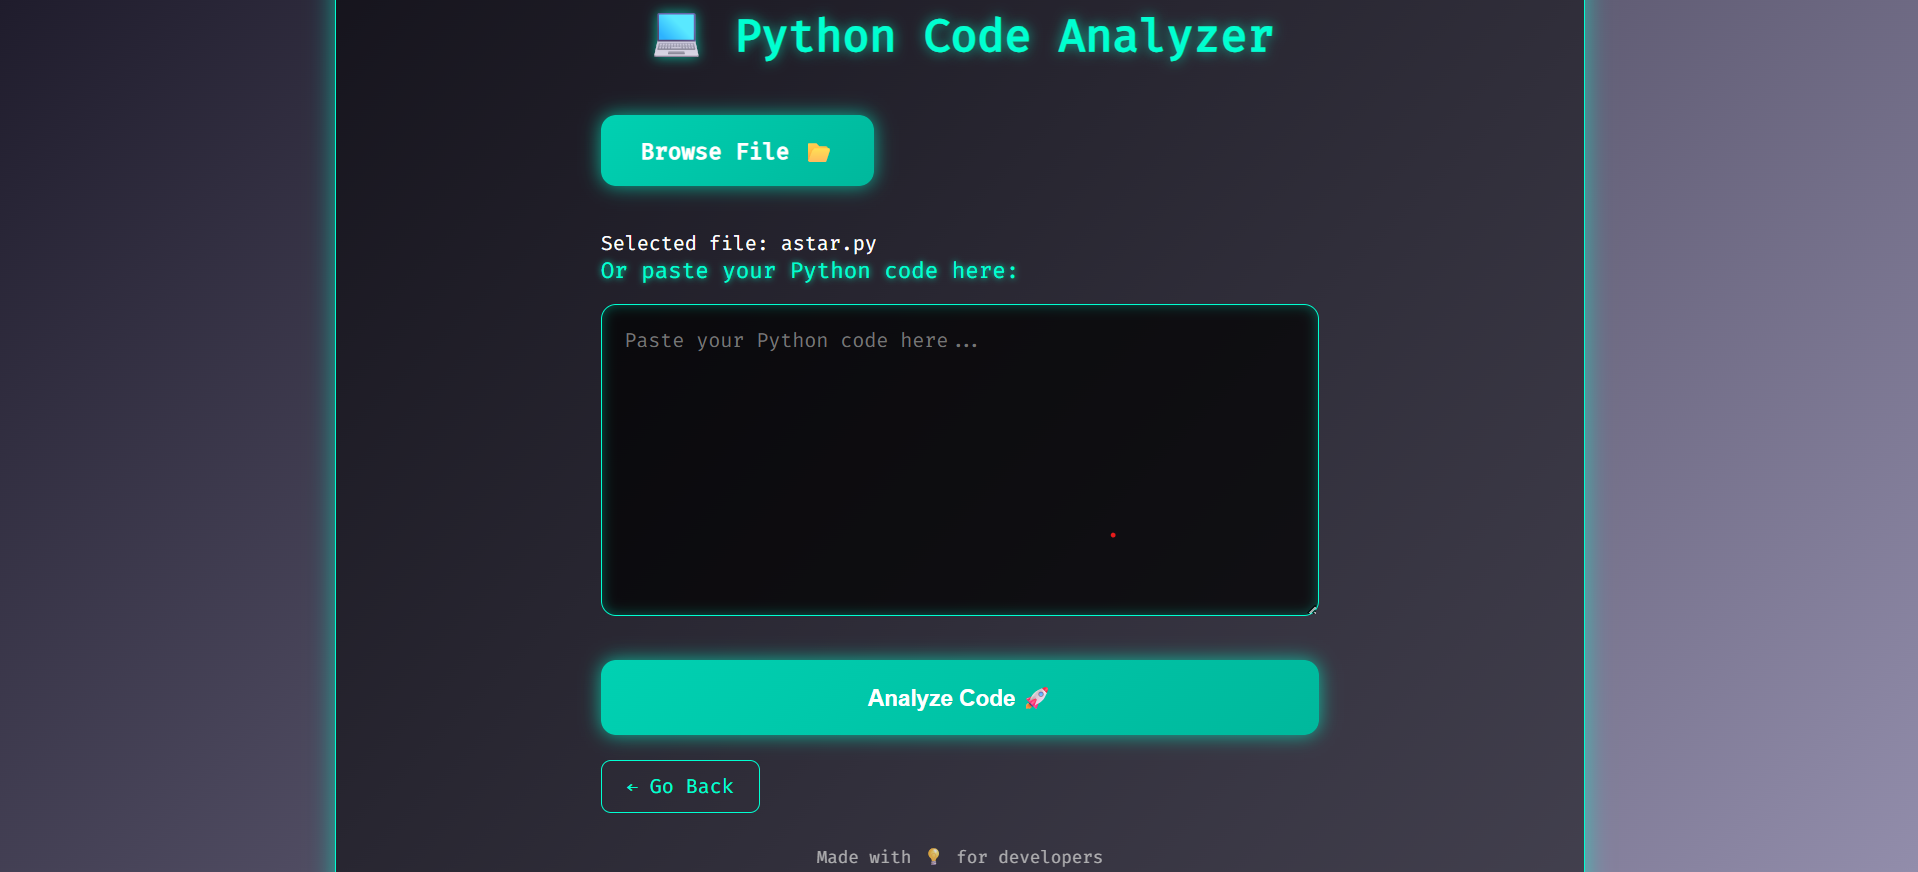 Python Code Analyzer
Browse File
Selected file: astar.py
Or paste your Python code here:
Paste your Python code here...
Analyze Code
← Go Back
Made with 💡 for developers